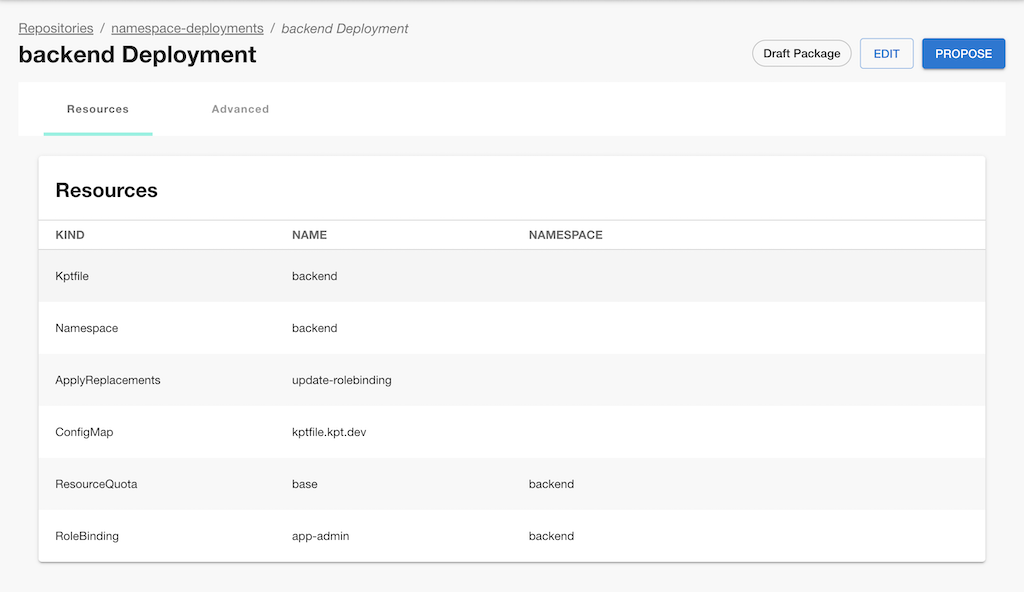 Repositories / namespace-deployments / backend Deployment
backend Deployment
Draft Package
EDIT
PROPOSE
Resources Advanced
Resources
KIND NAME NAMESPACE
Kptfile backend
Namespace backend
ApplyReplacements update-rolebinding
ConfigMap kptfile.kpt.dev
ResourceQuota base backend
RoleBinding app-admin backend